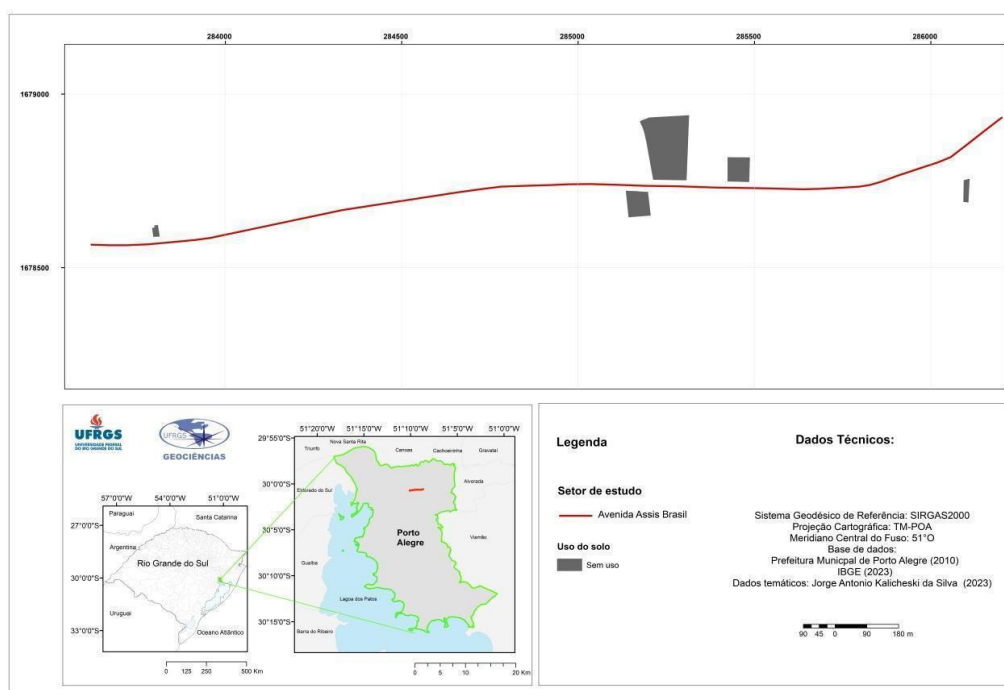 284000
284500
285000
285500
286000
1679000
1678500
UFRGS
UNIVERSIDADE FEDERAL
DO RIO GRANDE DO SUL
UFRGS
GEOCIÊNCIAS
57°0'0"W
54°0'0"W
51°0'0"W
27°0'0"S
30°0'0"S
33°0'0"S
Paraguai
Santa Catarina
Argentina
Rio Grande do Sul
Uruguai
Oceano Atlântico
0 125 250 500 Km
51°20'0"W
51°15'0"W
51°10'0"W
51°5'0"W
51°0'0"W
29°55'0"S
30°0'0"S
30°5'0"S
30°10'0"S
30°15'0"S
Nova Santa Rita
Triunfo
Canoas
Cachoeirinha
Gravataí
Eldorado do Sul
Alvorada
Porto
Alegre
Viamão
Guaíba
Lagoa dos Patos
Barra do Ribeiro
0 5 10 20 Km
Legenda
Setor de estudo
Avenida Assis Brasil
Uso do solo
Sem uso
Dados Técnicos:
Sistema Geodésico de Referência: SIRGAS2000
Projeção Cartográfica: TM-POA
Meridiano Central do Fuso: 51°O
Base de dados:
Prefeitura Municpal de Porto Alegre (2010)
IBGE (2023)
Dados temáticos: Jorge Antonio Kalicheski da Silva (2023)
90 45 0 90 180 m